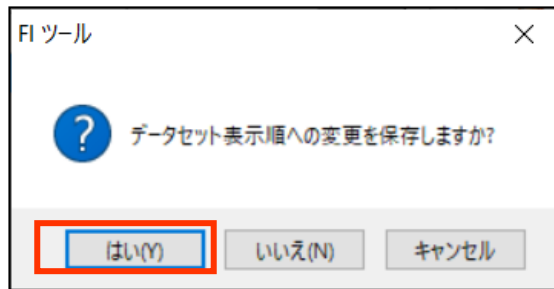 FI ツール
データセット表示順への変更を保存しますか?
はい(Y)
いいえ(N)
キャンセル